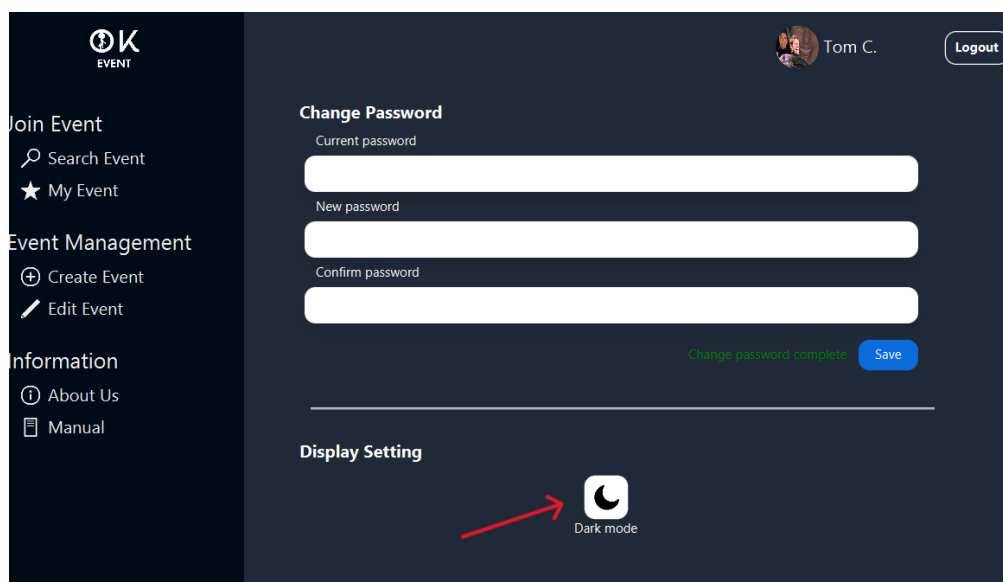 OK
EVENT
Tom C.
Logout
Join Event
Search Event
My Event
Event Management
Create Event
Edit Event
Information
About Us
Manual
Change Password
Current password
New password
Confirm password
Change password complete
Save
Display Setting
Dark mode